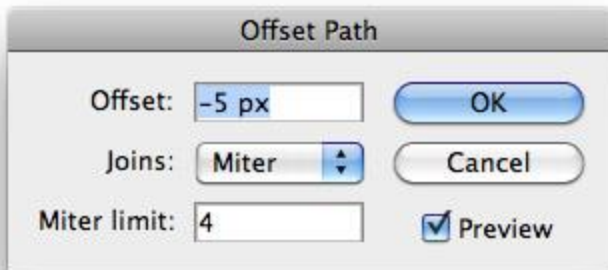 Offset Path
Offset: -5 px OK
Joins: Miter Cancel
Miter limit: 4 Preview